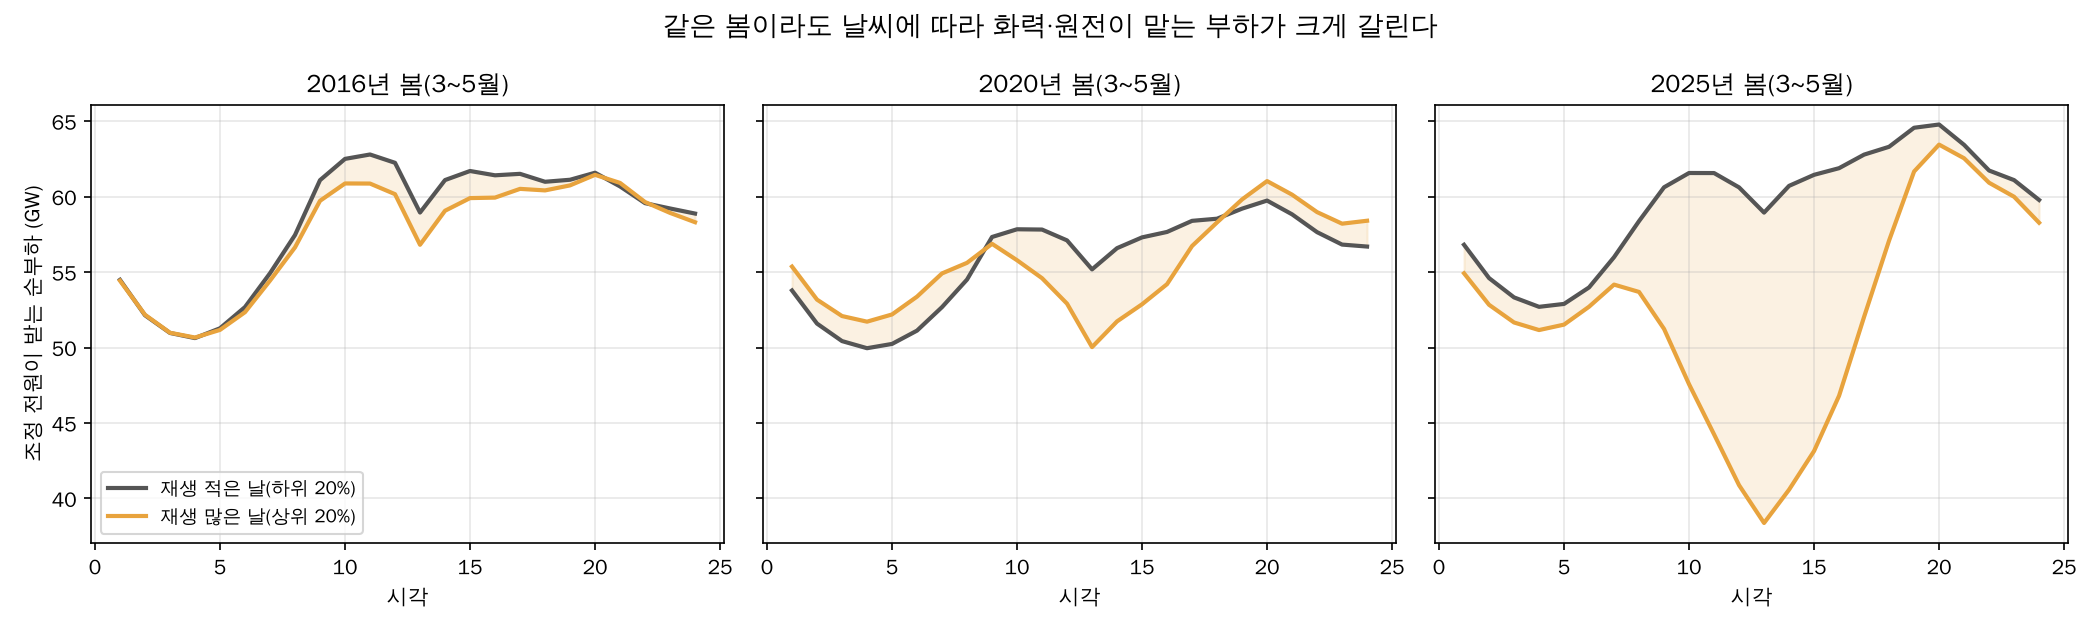 같은 봄이라도 날씨에 따라 화력·원전이 맡는 부하가 크게 갈린다
2016년 봄(3~5월)
2020년 봄(3~5월)
2025년 봄(3~5월)
조정 전원이 받는 순부하 (GW)
65
60
55
50
45
40
재생 적은 날(하위 20%)
재생 많은 날(상위 20%)
0 5 10 15 20 25
0 5 10 15 20 25
0 5 10 15 20 25
시각
시각
시각